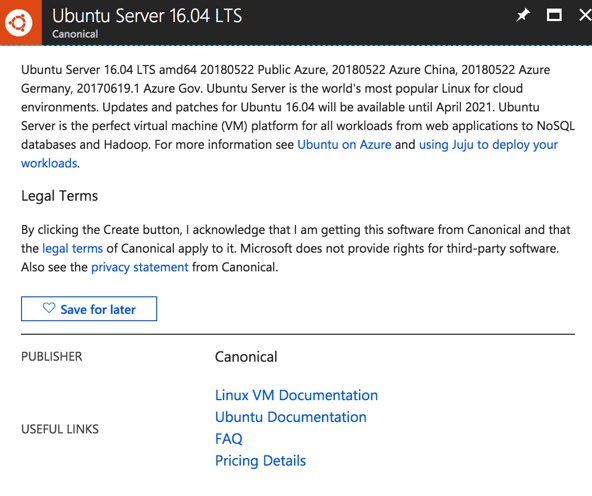 Ubuntu Server 16.04 LTS
Canonical
Ubuntu Server 16.04 LTS amd64 20180522 Public Azure, 20180522 Azure China, 20180522 Azure
Germany, 20170619.1 Azure Gov. Ubuntu Server is the world's most popular Linux for cloud
environments. Updates and patches for Ubuntu 16.04 will be available until April 2021. Ubuntu
Server is the perfect virtual machine (VM) platform for all workloads from web applications to NoSQL
databases and Hadoop. For more information see Ubuntu on Azure and using Juju to deploy your
workloads.
Legal Terms
By clicking the Create button, I acknowledge that I am getting this software from Canonical and that
the legal terms of Canonical apply to it. Microsoft does not provide rights for third-party software.
Also see the privacy statement from Canonical.
Save for later
PUBLISHER
Canonical
USEFUL LINKS
Linux VM Documentation
Ubuntu Documentation
FAQ
Pricing Details